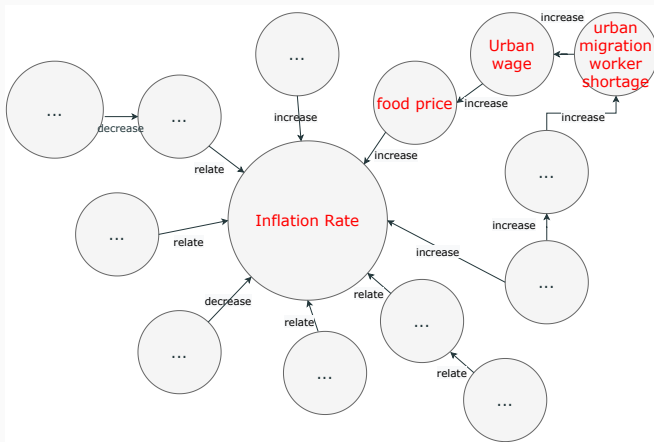 increase
urban
migration
worker
shortage
Urban
wage
...
increase
food price
increase
...
...
decrease
increase
increase
relate
...
...
relate
Inflation Rate
increase
increase
...
decrease
relate
...
relate
...
...
relate
...